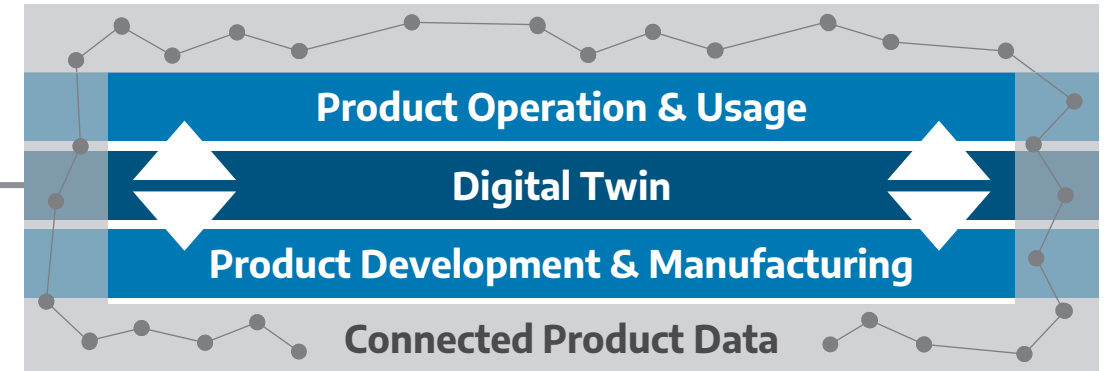 Product Operation & Usage
Digital Twin
Product Development & Manufacturing
Connected Product Data